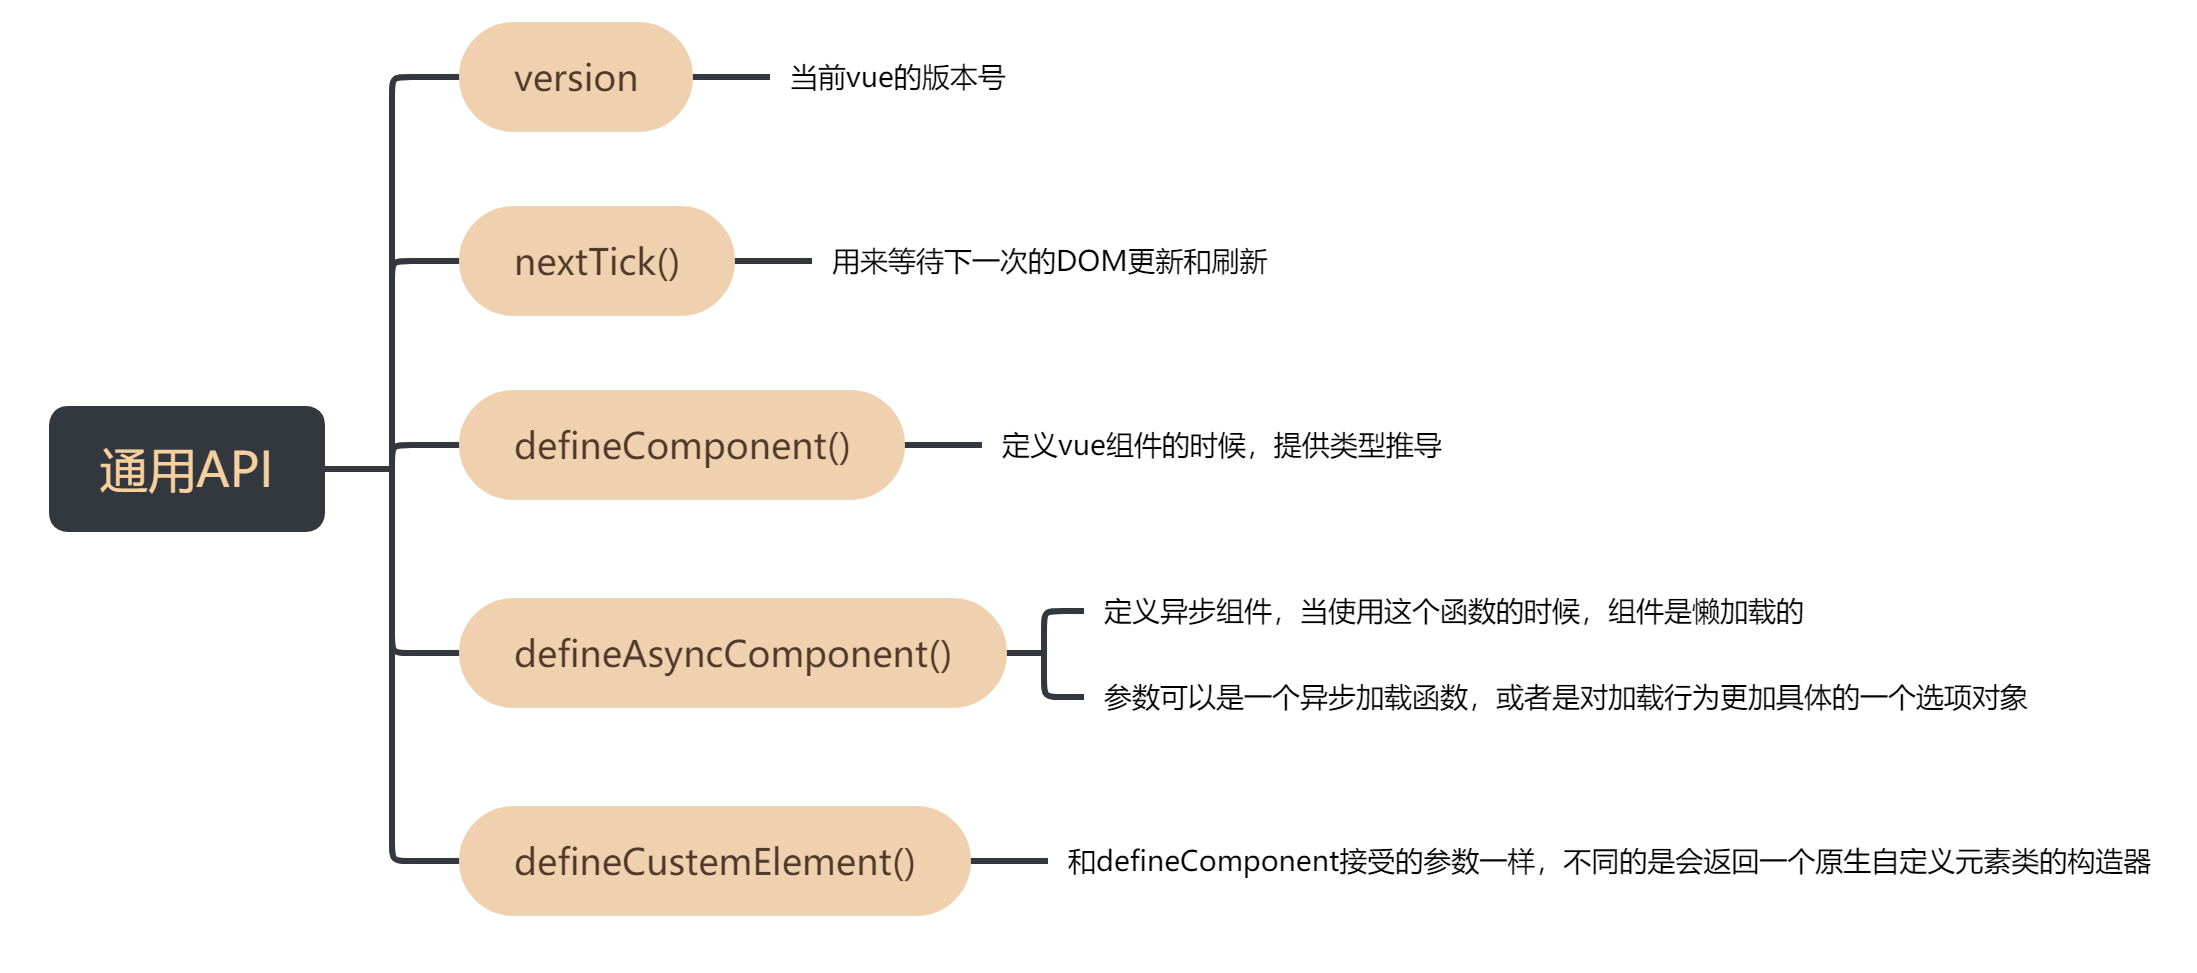 通用API
version
当前vue的版本号
nextTick()
用来等待下一次的DOM更新和刷新
defineComponent()
定义vue组件的时候，提供类型推导
defineAsyncComponent()
定义异步组件，当使用这个函数的时候，组件是懒加载的
参数可以是一个异步加载函数，或者是对加载行为更加具体的一个选项对象
defineCustemElement()
和defineComponent接受的参数一样，不同的是会返回一个原生自定义元素类的构造器